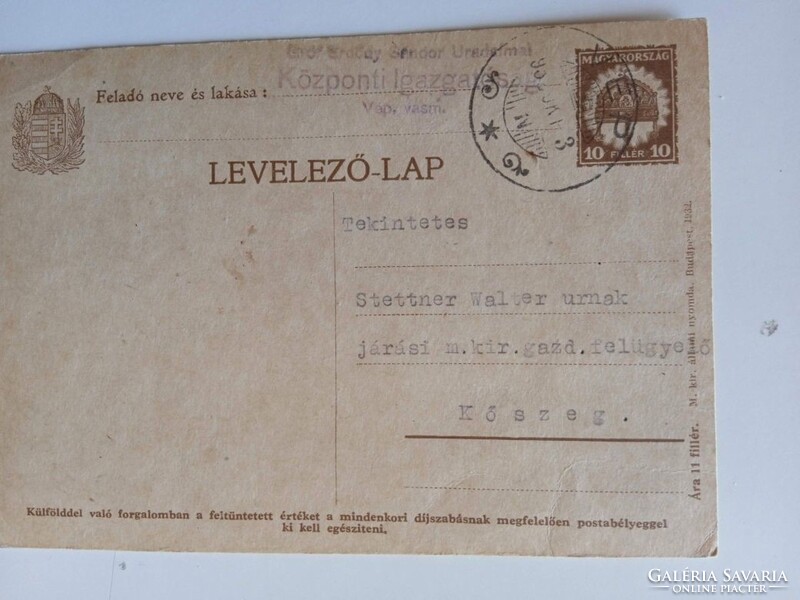 Gróf Erdődy Sándor Uradalmai
Központi Igazgatóság
Vép, vasm.
Feladó neve és lakása :
MAGYARORSZÁG
10 FILLÉR 10
LEVELEZŐ-LAP
Tekintetes
Stettner Walter urnak
járási m.kir.gazd.felügyelő
Kőszeg.
Ára 11 fillér. M. kir. állami nyomda. Budapest, 1932.
Külfölddel való forgalomban a feltüntetett értéket a mindenkori díjszabásnak megfelelően postabélyeggel
ki kell egészíteni.
GALÉRIA SAVARIA
ONLINE PIACTÉR